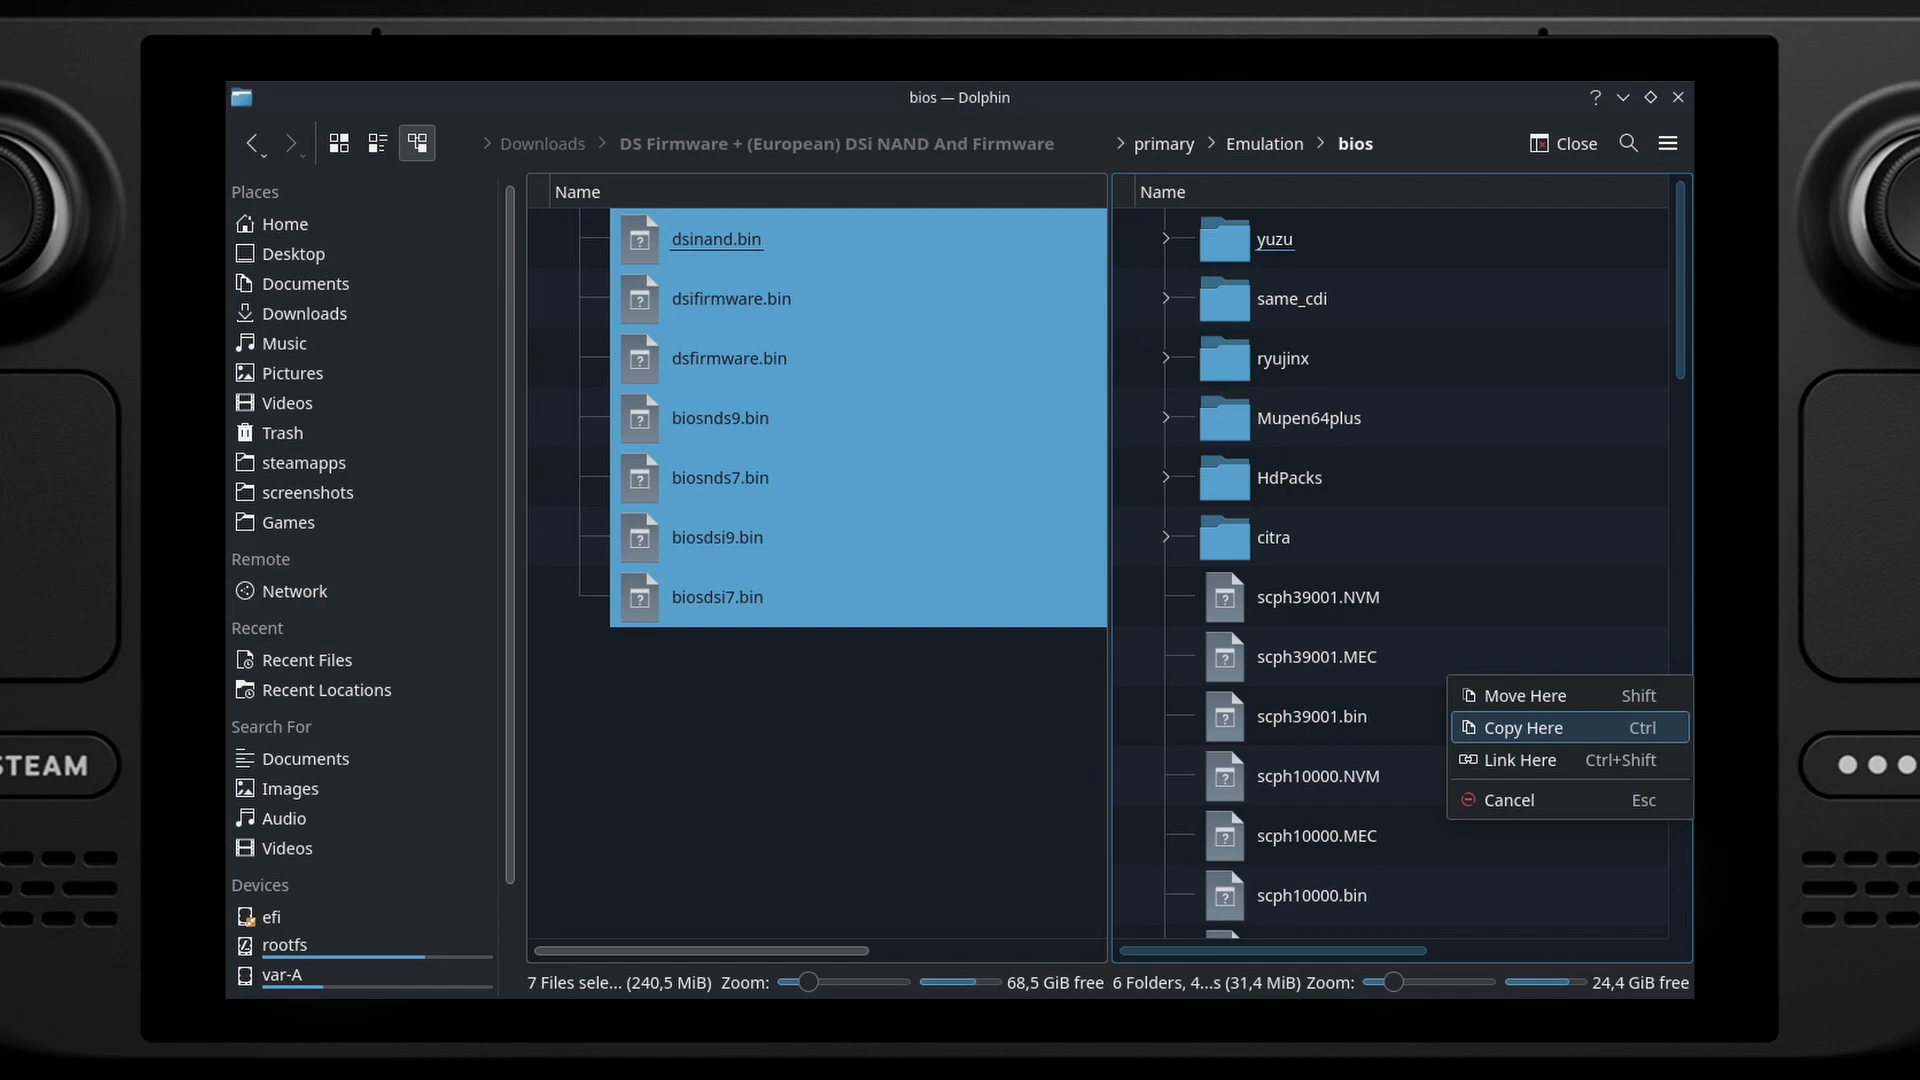 bios — Dolphin
Downloads
DS Firmware + (European) DSi NAND And Firmware
primary
Emulation
bios
Close
Places
Home
Desktop
Documents
Downloads
Music
Pictures
Videos
Trash
steamapps
screenshots
Games
Remote
Network
Recent
Recent Files
Recent Locations
Search For
Documents
Images
Audio
Videos
Devices
efi
rootfs
var-A
Name
dsinand.bin
dsifirmware.bin
dsfirmware.bin
biosnds9.bin
biosnds7.bin
biosdsi9.bin
biosdsi7.bin
7 Files sele... (240,5 MiB)
Zoom:
68,5 GiB free
Name
yuzu
same_cdi
ryujinx
Mupen64plus
HdPacks
citra
scph39001.NVM
scph39001.MEC
scph39001.bin
scph10000.NVM
scph10000.MEC
scph10000.bin
Move Here Shift
Copy Here Ctrl
Link Here Ctrl+Shift
Cancel Esc
6 Folders, 4...s (31,4 MiB)
Zoom:
24,4 GiB free
STEAM